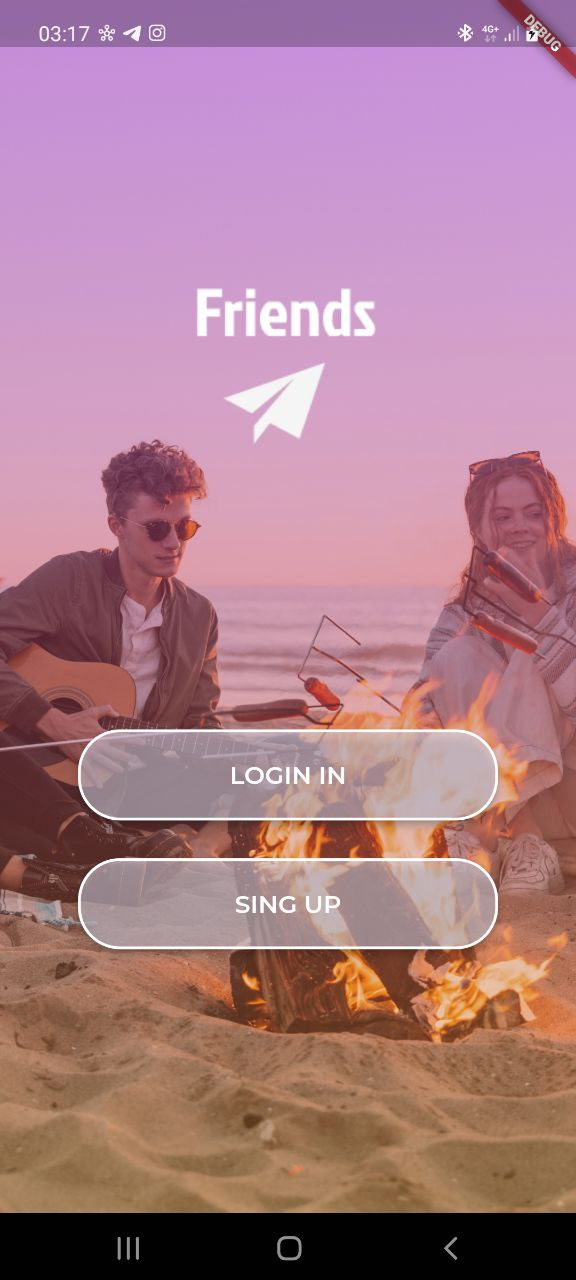 03:17
4G+
DEBUG
Friends
LOGIN IN
SING UP